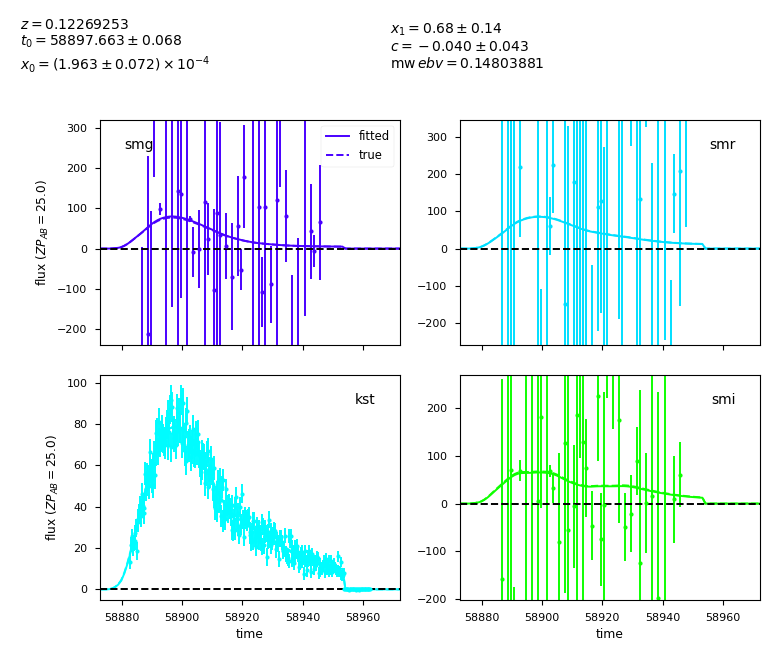 z = 0.12269253
t₀ = 58897.663 ± 0.068
x₀ = (1.963 ± 0.072) × 10⁻⁴
x₁ = 0.68 ± 0.14
c = −0.040 ± 0.043
mw ebv = 0.14803881
smg
fitted
true
300
200
100
0
−100
−200
flux (ZP_AB = 25.0)
smr
300
200
100
0
−100
−200
kst
100
80
60
40
20
0
flux (ZP_AB = 25.0)
58880 58900 58920 58940 58960
time
smi
200
100
0
−100
−200
58880 58900 58920 58940 58960
time